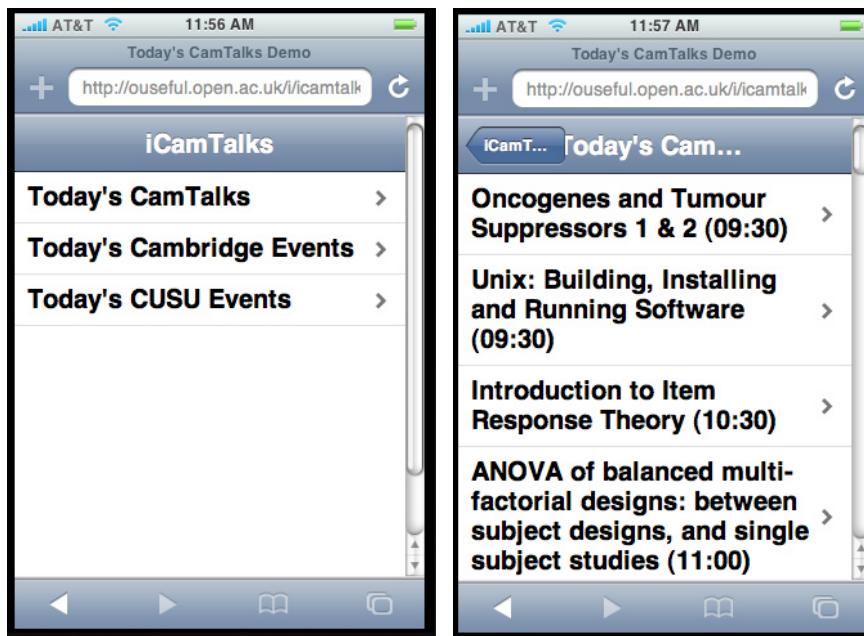 AT&T 11:56 AM
Today's CamTalks Demo
http://ouseful.open.ac.uk/i/icamtalk
iCamTalks
Today's CamTalks
Today's Cambridge Events
Today's CUSU Events
AT&T 11:57 AM
Today's CamTalks Demo
http://ouseful.open.ac.uk/i/icamtalk
iCamT... Today's Cam...
Oncogenes and Tumour
Suppressors 1 & 2 (09:30)
Unix: Building, Installing
and Running Software
(09:30)
Introduction to Item
Response Theory (10:30)
ANOVA of balanced multi-
factorial designs: between
subject designs, and single
subject studies (11:00)